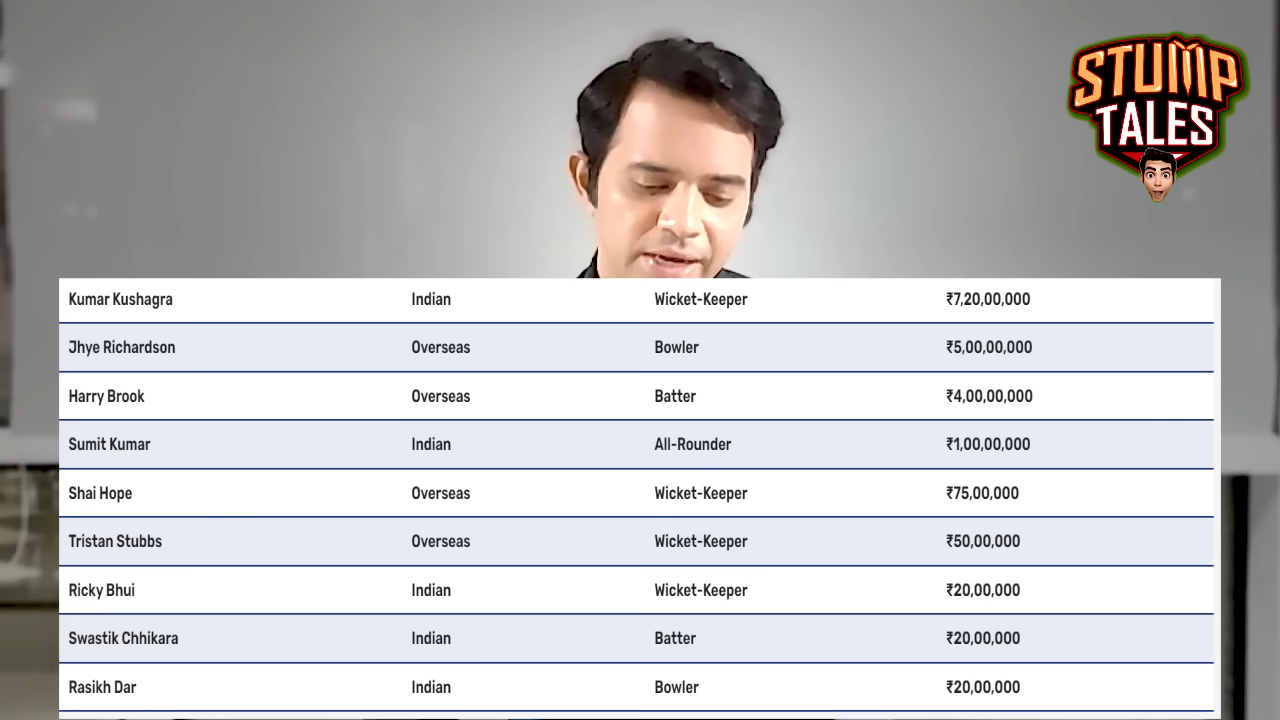 STUMP
TALES
Kumar Kushagra Indian Wicket-Keeper ₹7,20,00,000
Jhye Richardson Overseas Bowler ₹5,00,00,000
Harry Brook Overseas Batter ₹4,00,00,000
Sumit Kumar Indian All-Rounder ₹1,00,00,000
Shai Hope Overseas Wicket-Keeper ₹75,00,000
Tristan Stubbs Overseas Wicket-Keeper ₹50,00,000
Ricky Bhui Indian Wicket-Keeper ₹20,00,000
Swastik Chhikara Indian Batter ₹20,00,000
Rasikh Dar Indian Bowler ₹20,00,000